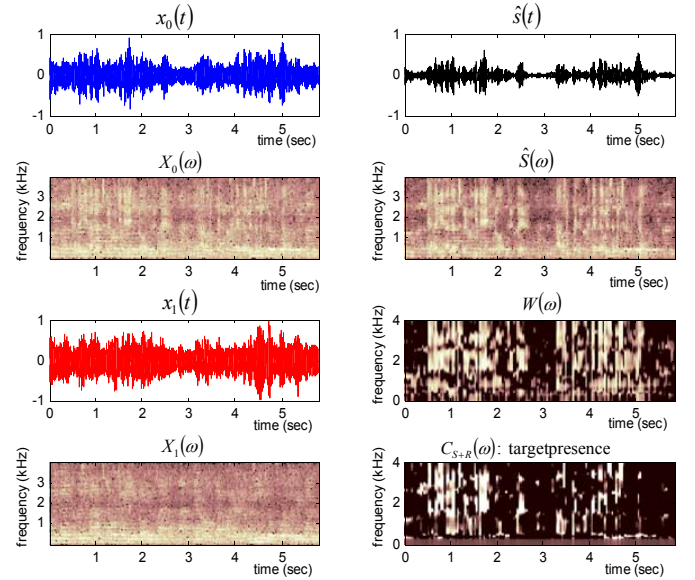 x₀(t)
1
0
-1
0 1 2 3 4 5
time (sec)
ŝ(t)
1
0
-1
0 1 2 3 4 5
time (sec)
X₀(ω)
frequency (kHz)
3
2
1
1 2 3 4 5
time (sec)
Ŝ(ω)
frequency (kHz)
3
2
1
0 1 2 3 4 5
time (sec)
x₁(t)
1
0
-1
0 1 2 3 4 5
time (sec)
W(ω)
frequency (kHz)
4
2
0
0 1 2 3 4 5
time (sec)
X₁(ω)
frequency (kHz)
3
2
1
1 2 3 4 5
time (sec)
C_{S+R}(ω): targetpresence
frequency (kHz)
4
2
0
0 1 2 3 4 5
time (sec)